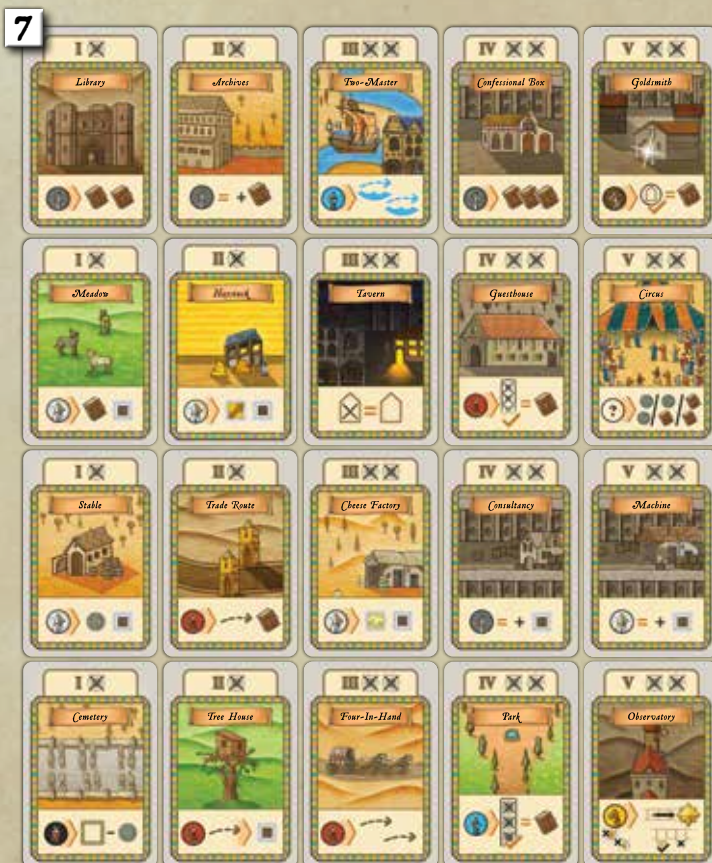 7
I II III IV V
Library Archives Two-Master Confessional Box Goldsmith
= + =
I II III IV V
Meadow Tavern Guesthouse Circus
= = ? / /
I II III IV V
Stable Trade Route Cheese Factory Consultancy Machine
= + = +
I II III IV V
Cemetery Tree House Four-In-Hand Park Observatory
- =